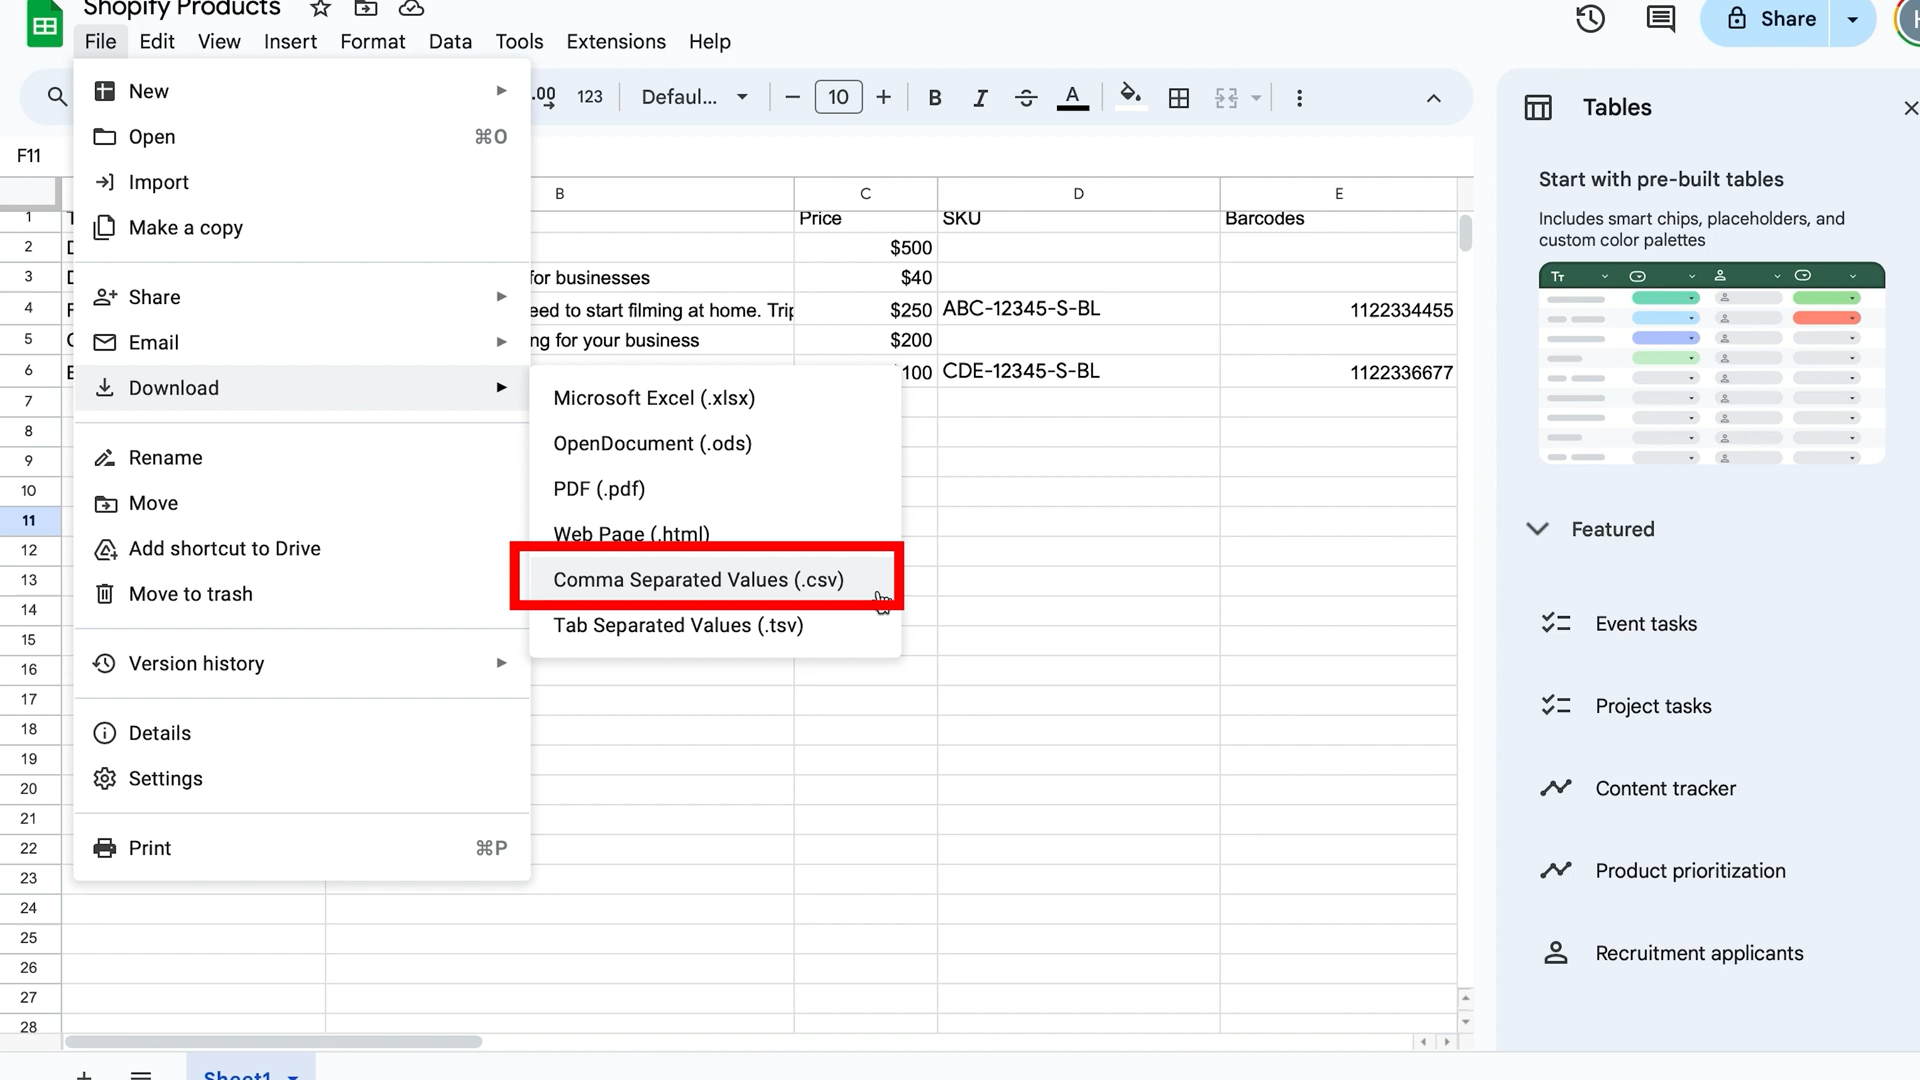 Shopify Products
File Edit View Insert Format Data Tools Extensions Help
Share
.00 123 Defaul... 10 B I A
F11
New
Open ⌘O
Import
Make a copy
Share
Email
Download
Rename
Move
Add shortcut to Drive
Move to trash
Version history
Details
Settings
Print ⌘P
Microsoft Excel (.xlsx)
OpenDocument (.ods)
PDF (.pdf)
Web Page (.html)
Comma Separated Values (.csv)
Tab Separated Values (.tsv)
B C D E
1 Price SKU Barcodes
2 $500
3 for businesses $40
4 eed to start filming at home. Trip $250 ABC-12345-S-BL 1122334455
5 ng for your business $200
6 100 CDE-12345-S-BL 1122336677
7
8
9
10
11
12
13
14
15
16
17
18
19
20
21
22
23
24
25
26
27
28
Sheet1
Tables
Start with pre-built tables
Includes smart chips, placeholders, and
custom color palettes
Tт
Featured
Event tasks
Project tasks
Content tracker
Product prioritization
Recruitment applicants